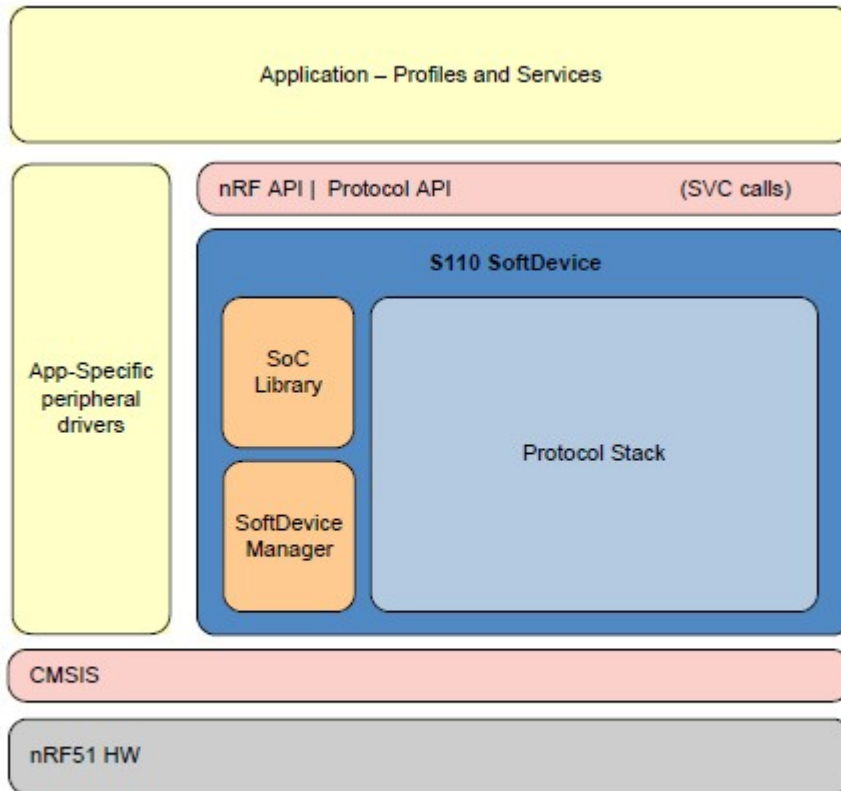 Application – Profiles and Services
nRF API | Protocol API (SVC calls)
S110 SoftDevice
App-Specific
peripheral
drivers
SoC
Library
Protocol Stack
SoftDevice
Manager
CMSIS
nRF51 HW